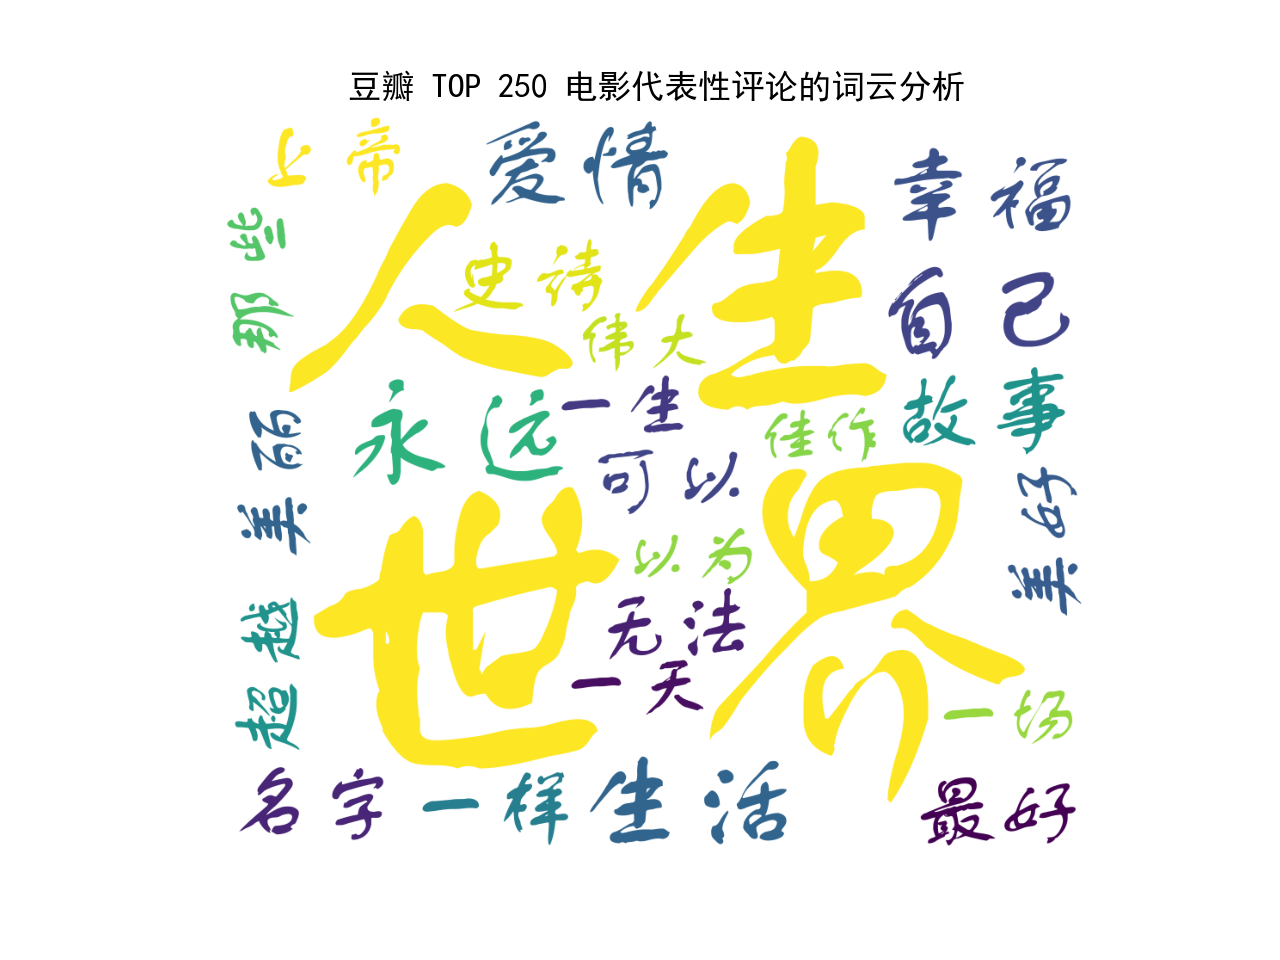 豆瓣 TOP 250 电影代表性评论的词云分析
上帝
爱情
幸福
人生
那些
史诗
自己
伟大
永远
一生
佳作
故事
美丽
可以
美好
世界
以为
超越
无法
一天
一场
名字
一样
生活
最好